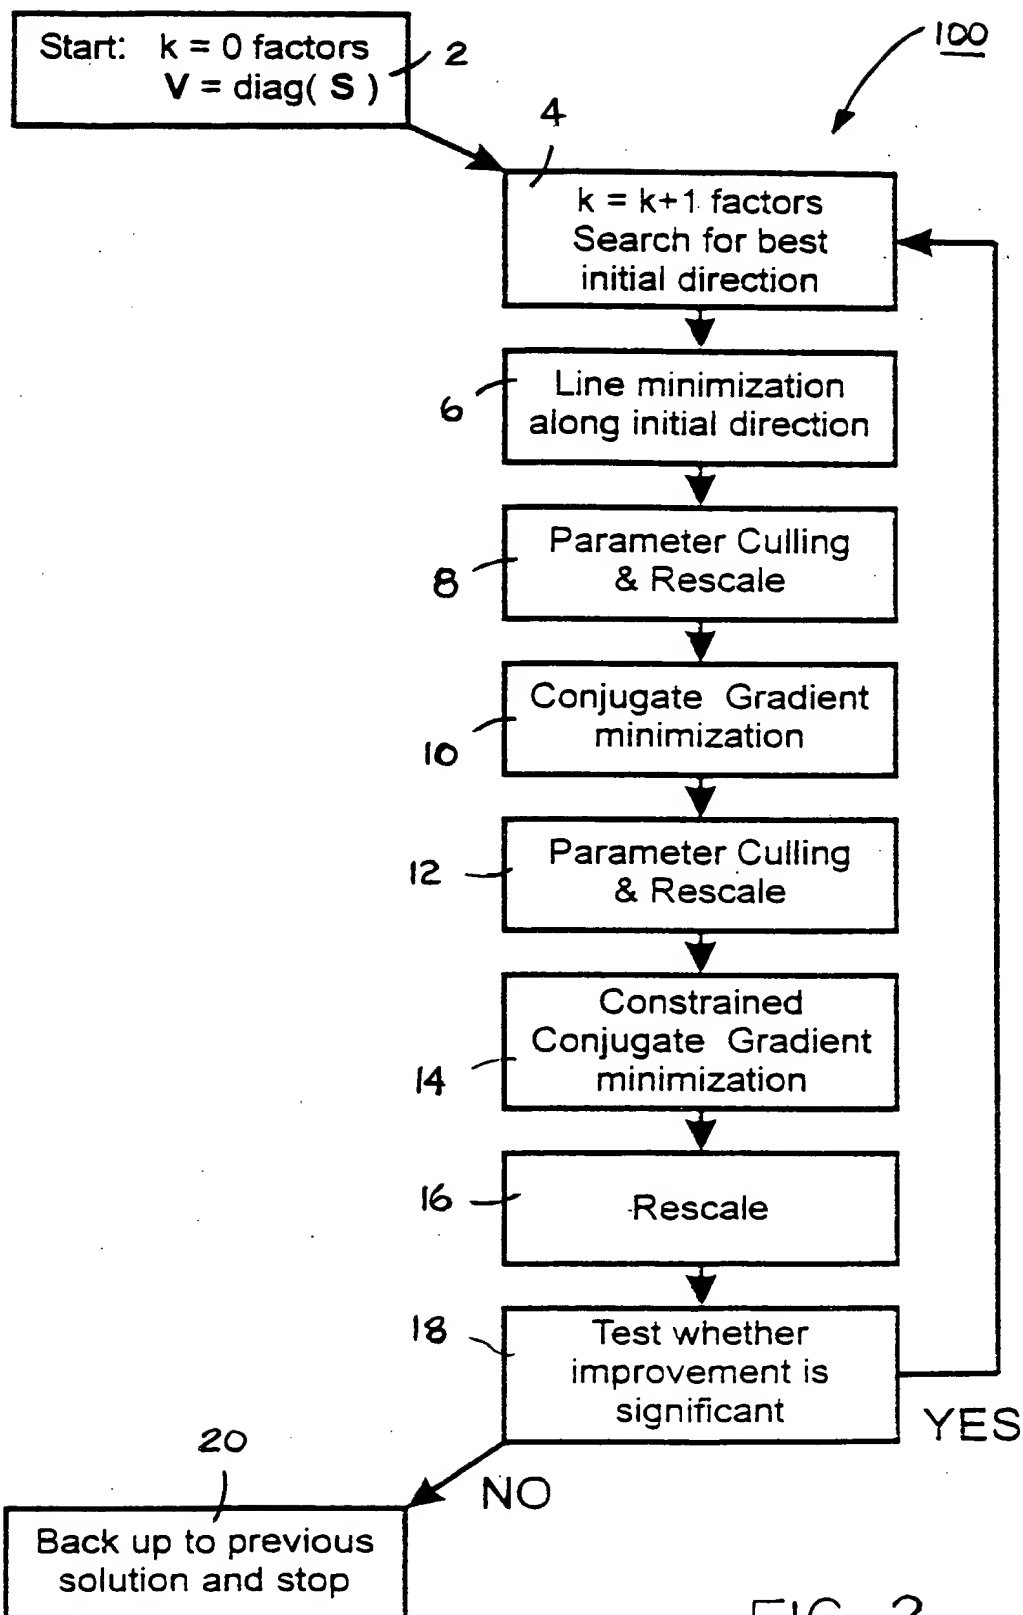 Start: k = 0 factors
V = diag( S )
2
100
4
k = k+1 factors
Search for best
initial direction
6
Line minimization
along initial direction
8
Parameter Culling
& Rescale
10
Conjugate Gradient
minimization
12
Parameter Culling
& Rescale
14
Constrained
Conjugate Gradient
minimization
16
Rescale
18
Test whether
improvement is
significant
YES
NO
20
Back up to previous
solution and stop